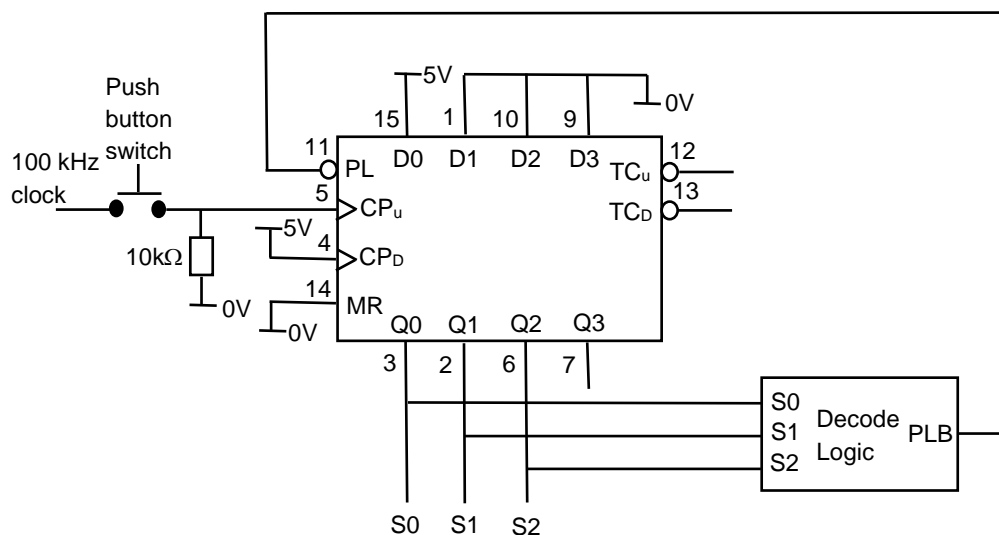 Push
button
switch
100 kHz
clock
5V
0V
15
1
10
9
11
PL
D0
D1
D2
D3
12
TCu
13
TCD
5
CPu
5V
4
CPD
10kΩ
0V
14
MR
0V
Q0
Q1
Q2
Q3
3
2
6
7
S0
S1
S2
Decode
Logic
PLB
S0
S1
S2